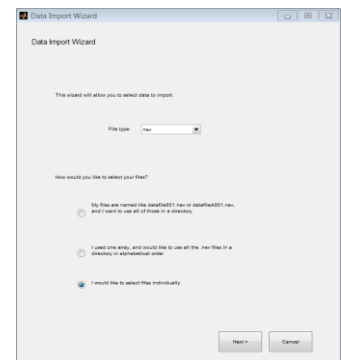 Data Import Wizard
Data Import Wizard
This wizard will allow you to select data to import.
File type: nev
How would you like to select your files?
My files are named like datafile001.nev or datafileA001.nev,
and I want to use all of those in a directory
I used one array, and would like to use all the .nev files in a
directory in alphabetical order
I would like to select files individually
Next >
Cancel